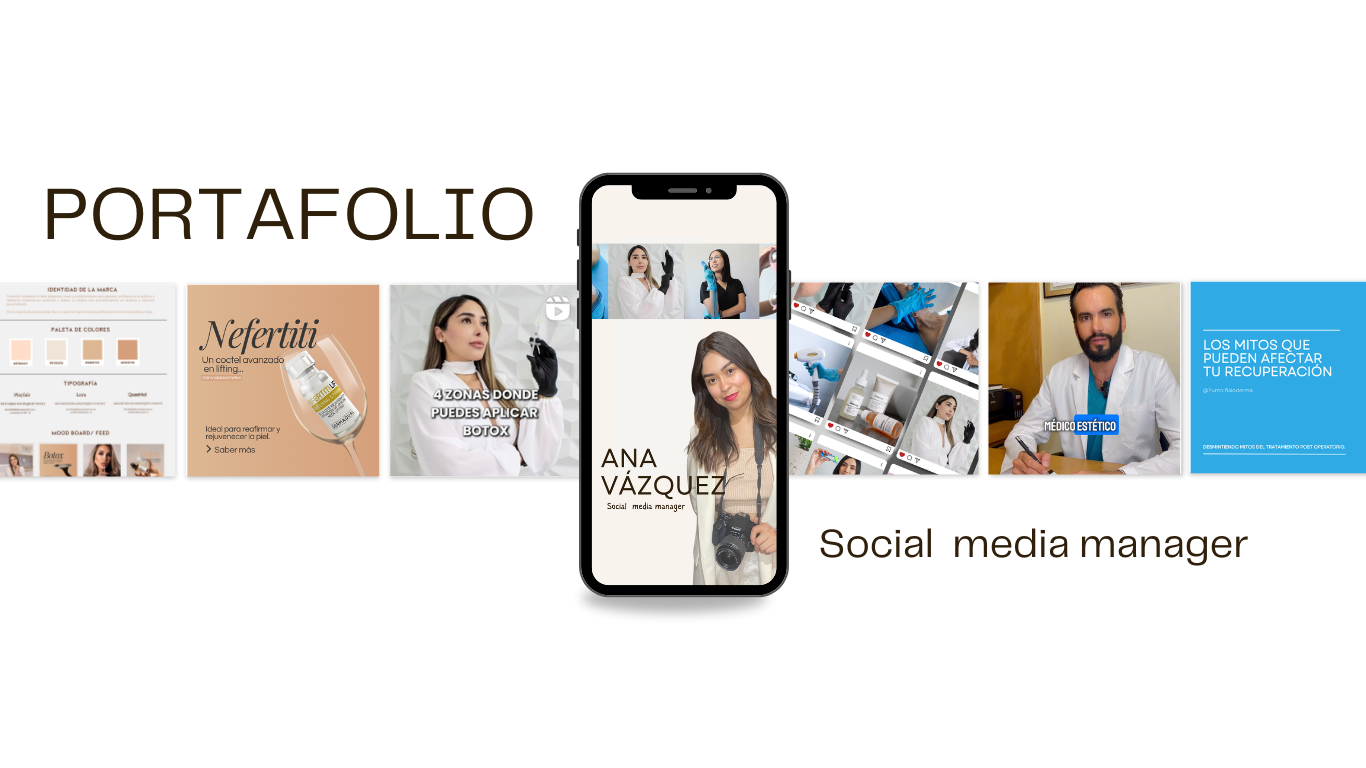 PORTAFOLIO
IDENTIDAD DE LA MARCA
PALETA DE COLORES
TIPOGRAFÍA
Playfair
Lora
Questrial
MOOD BOARD/ FEED
Botox
Nefertiti
Un coctel avanzado
en lifting...
Ideal para reafirmar y
rejuvenecer la piel.
Saber más
4 ZONAS DONDE
PUEDES APLICAR
BOTOX
ANA
VÁZQUEZ
Social media manager
MÉDICO ESTÉTICO
LOS MITOS QUE
PUEDEN AFECTAR
TU RECUPERACIÓN
DESMINTIENDO MITOS DEL TRATAMIENTO POST OPERATORIO.
Social media manager